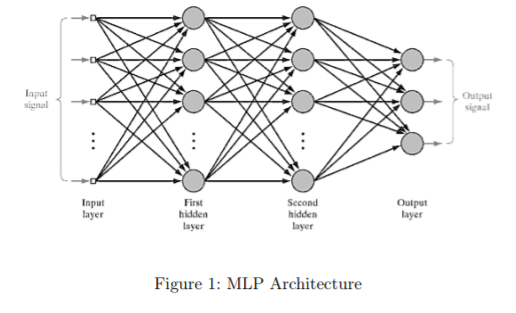 Input
signal
Output
signal
Input
layer
First
hidden
layer
Second
hidden
layer
Output
layer
Figure 1: MLP Architecture